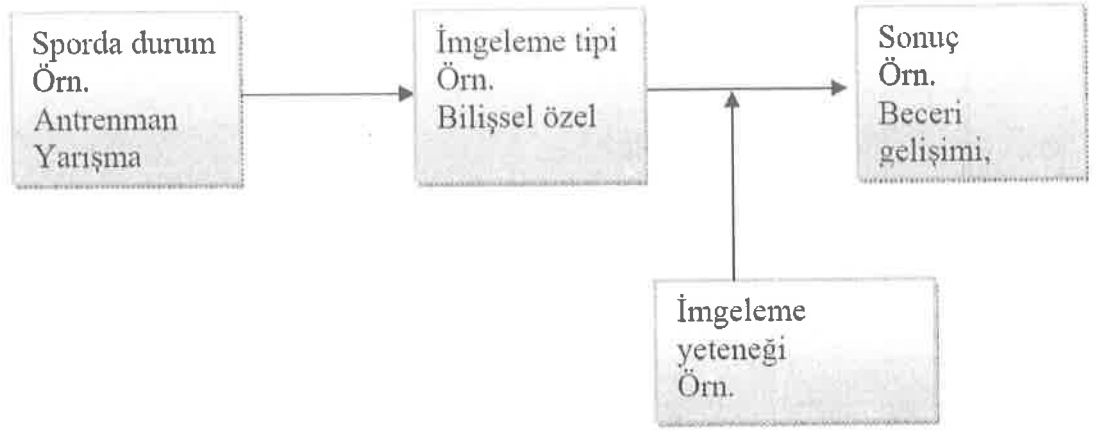 Sporda durum
Örn.
Antrenman
Yarışma
İmgeleme tipi
Örn.
Bilişsel özel
Sonuç
Örn.
Beceri
gelişimi,
İmgeleme
yeteneği
Örn.